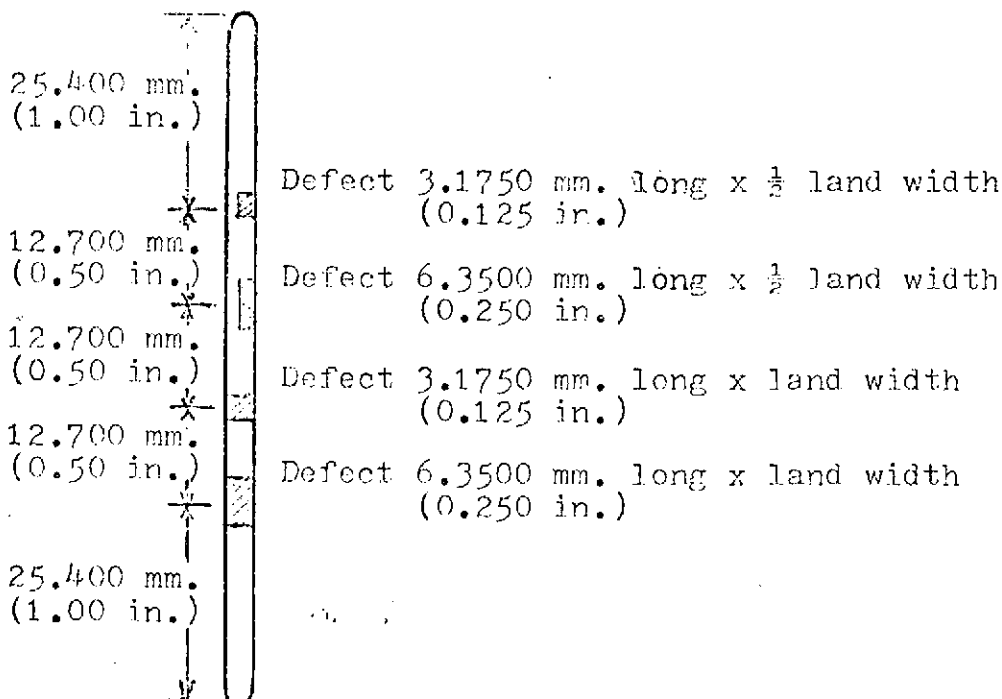 25.400 mm.
(1.00 in.)
Defect 3.1750 mm. long x ½ land width
(0.125 in.)
12.700 mm.
(0.50 in.)
Defect 6.3500 mm. long x ½ land width
(0.250 in.)
12.700 mm.
(0.50 in.)
Defect 3.1750 mm. long x land width
(0.125 in.)
12.700 mm.
(0.50 in.)
Defect 6.3500 mm. long x land width
(0.250 in.)
25.400 mm.
(1.00 in.)